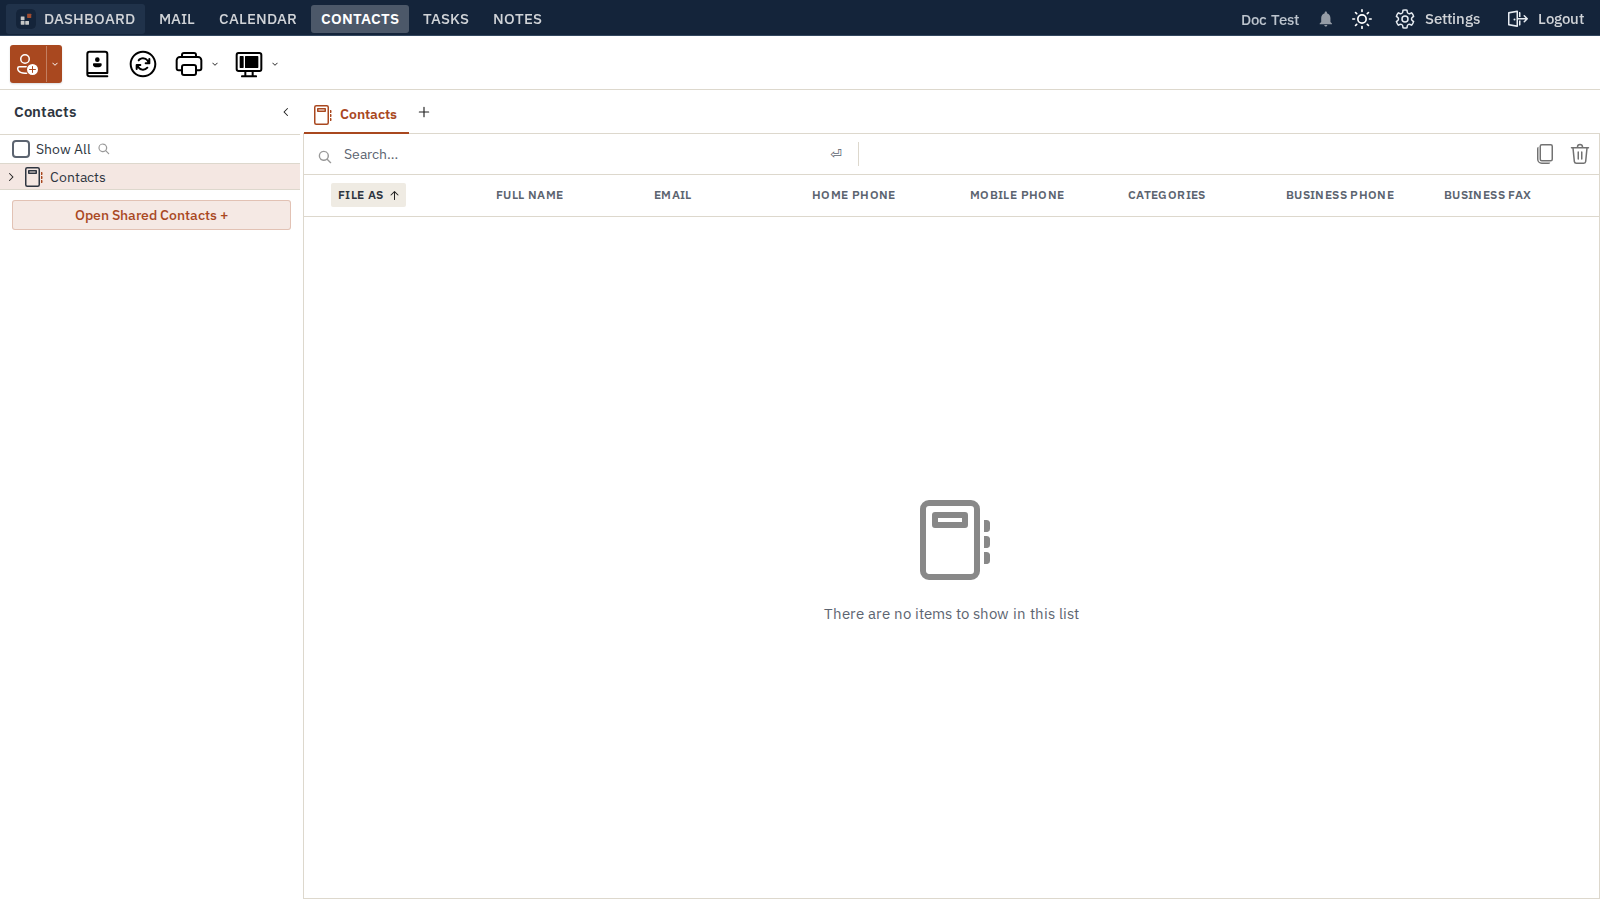 DASHBOARD MAIL CALENDAR CONTACTS TASKS NOTES Doc Test Settings Logout
Contacts
Show All
Contacts
Open Shared Contacts +
Contacts +
Search...
FILE AS FULL NAME EMAIL HOME PHONE MOBILE PHONE CATEGORIES BUSINESS PHONE BUSINESS FAX
There are no items to show in this list